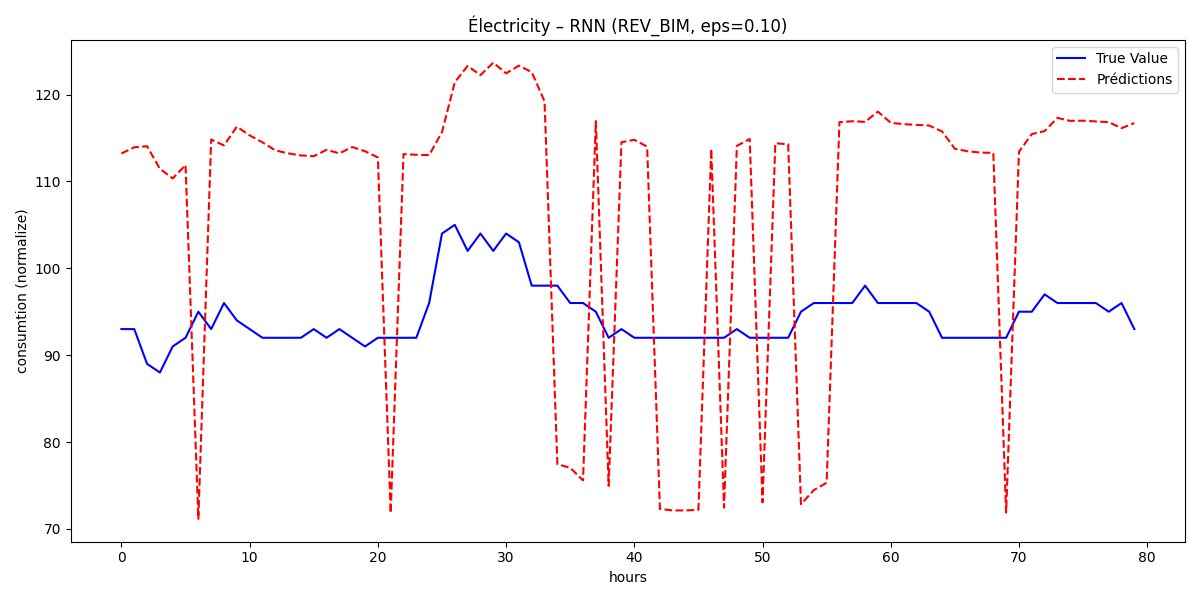 Électricity – RNN (REV_BIM, eps=0.10)
True Value
Prédictions
consumtion (normalize)
120
110
100
90
80
70
0 10 20 30 40 50 60 70 80
hours